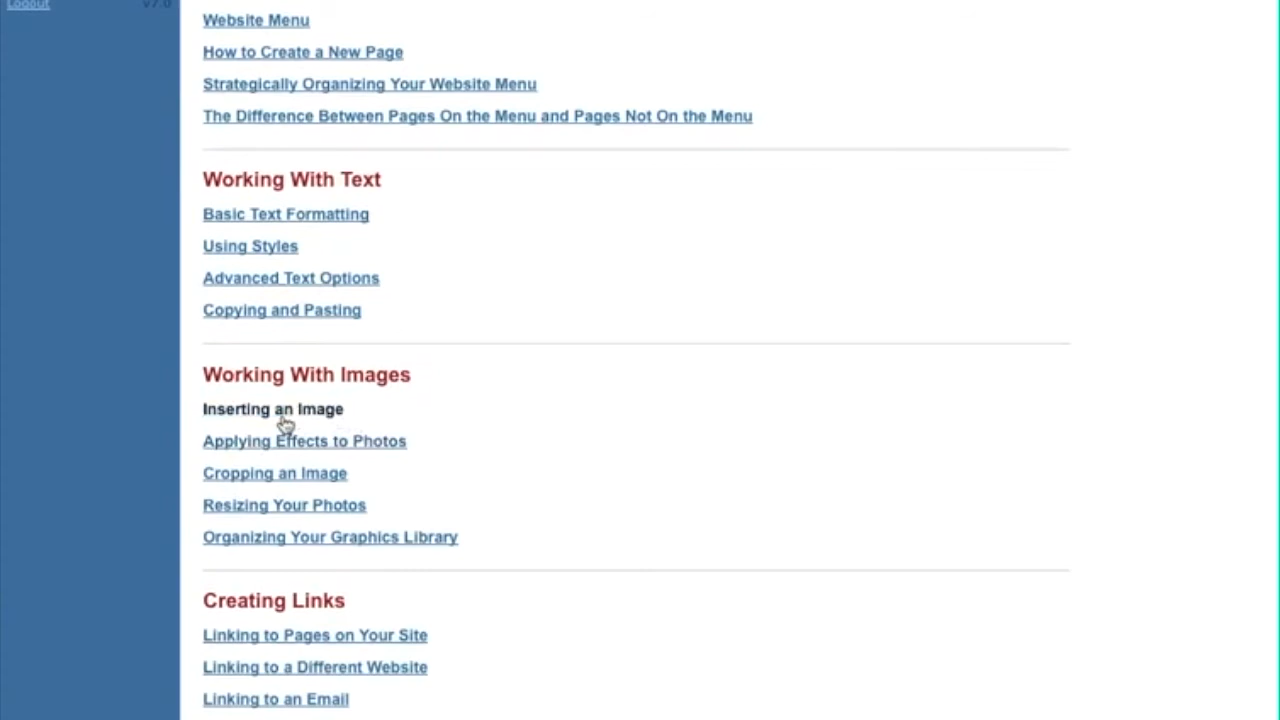 Logout v7.0
Website Menu
How to Create a New Page
Strategically Organizing Your Website Menu
The Difference Between Pages On the Menu and Pages Not On the Menu
Working With Text
Basic Text Formatting
Using Styles
Advanced Text Options
Copying and Pasting
Working With Images
Inserting an Image
Applying Effects to Photos
Cropping an Image
Resizing Your Photos
Organizing Your Graphics Library
Creating Links
Linking to Pages on Your Site
Linking to a Different Website
Linking to an Email